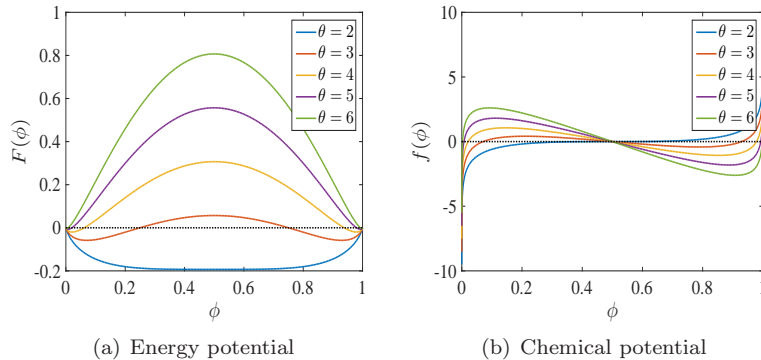 1
0.8
0.6
0.4
0.2
0
-0.2
F(ϕ)
0 0.2 0.4 0.6 0.8 1
ϕ
θ = 2
θ = 3
θ = 4
θ = 5
θ = 6
(a) Energy potential
10
5
0
-5
-10
f(ϕ)
0 0.2 0.4 0.6 0.8 1
ϕ
θ = 2
θ = 3
θ = 4
θ = 5
θ = 6
(b) Chemical potential